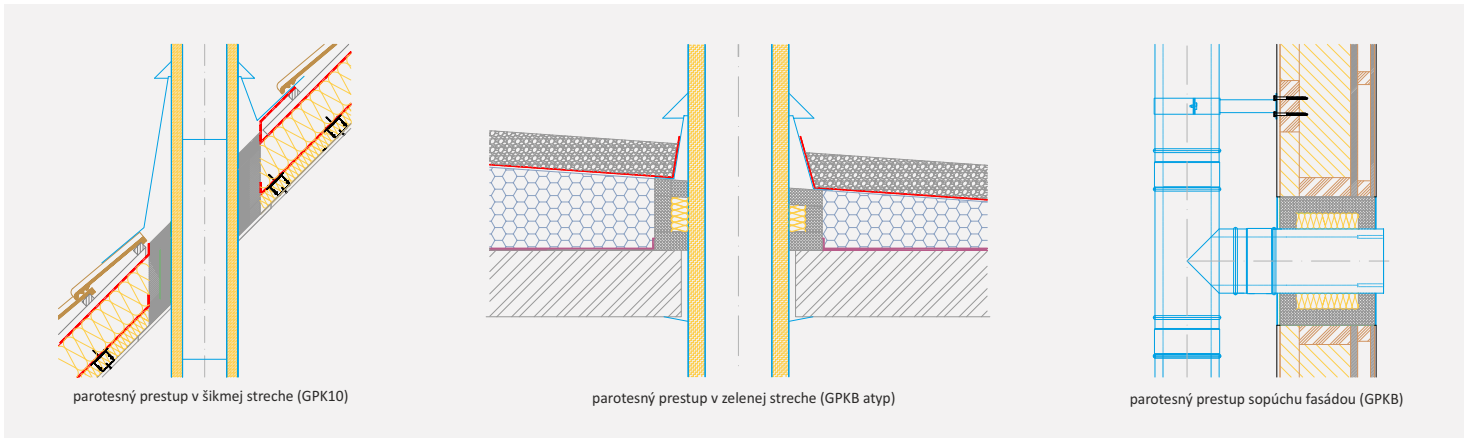 parotesný prestup v šikmej streche (GPK10)
parotesný prestup v zelenej streche (GPKB atyp)
parotesný prestup sopúchu fasádou (GPKB)